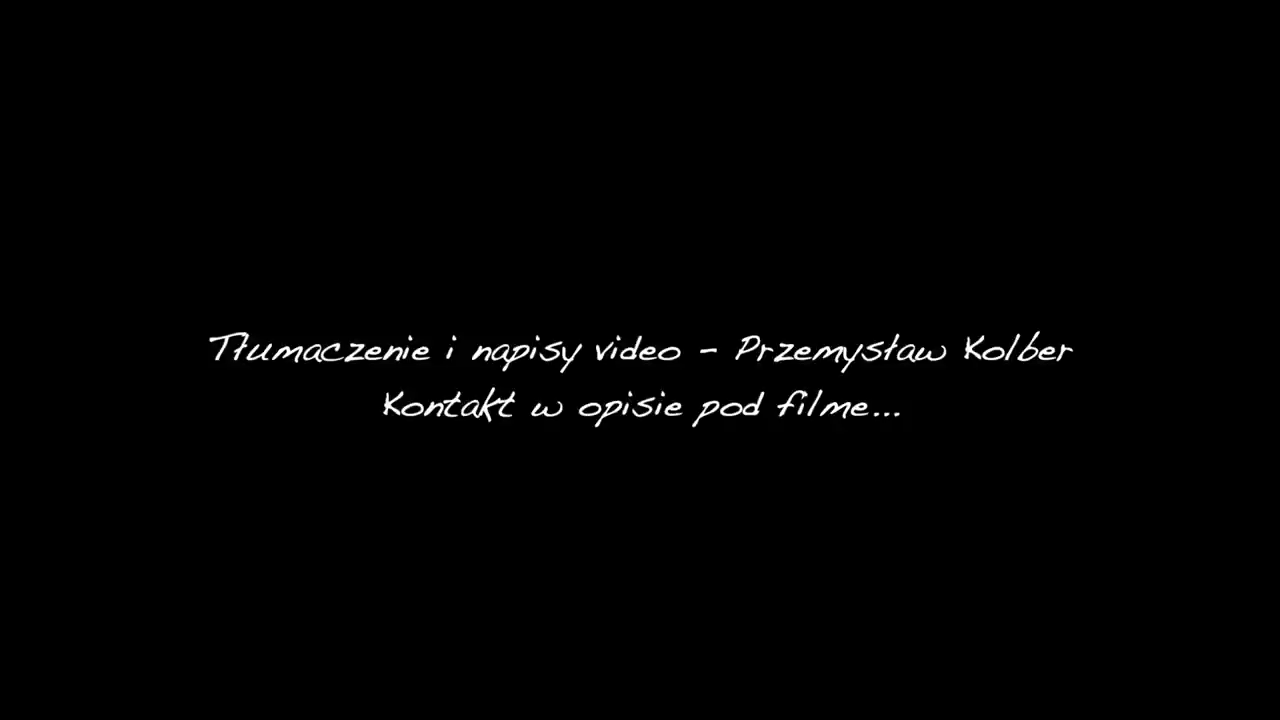 Tłumaczenie i napisy video - Przemysław Kolber
Kontakt w opisie pod filme...